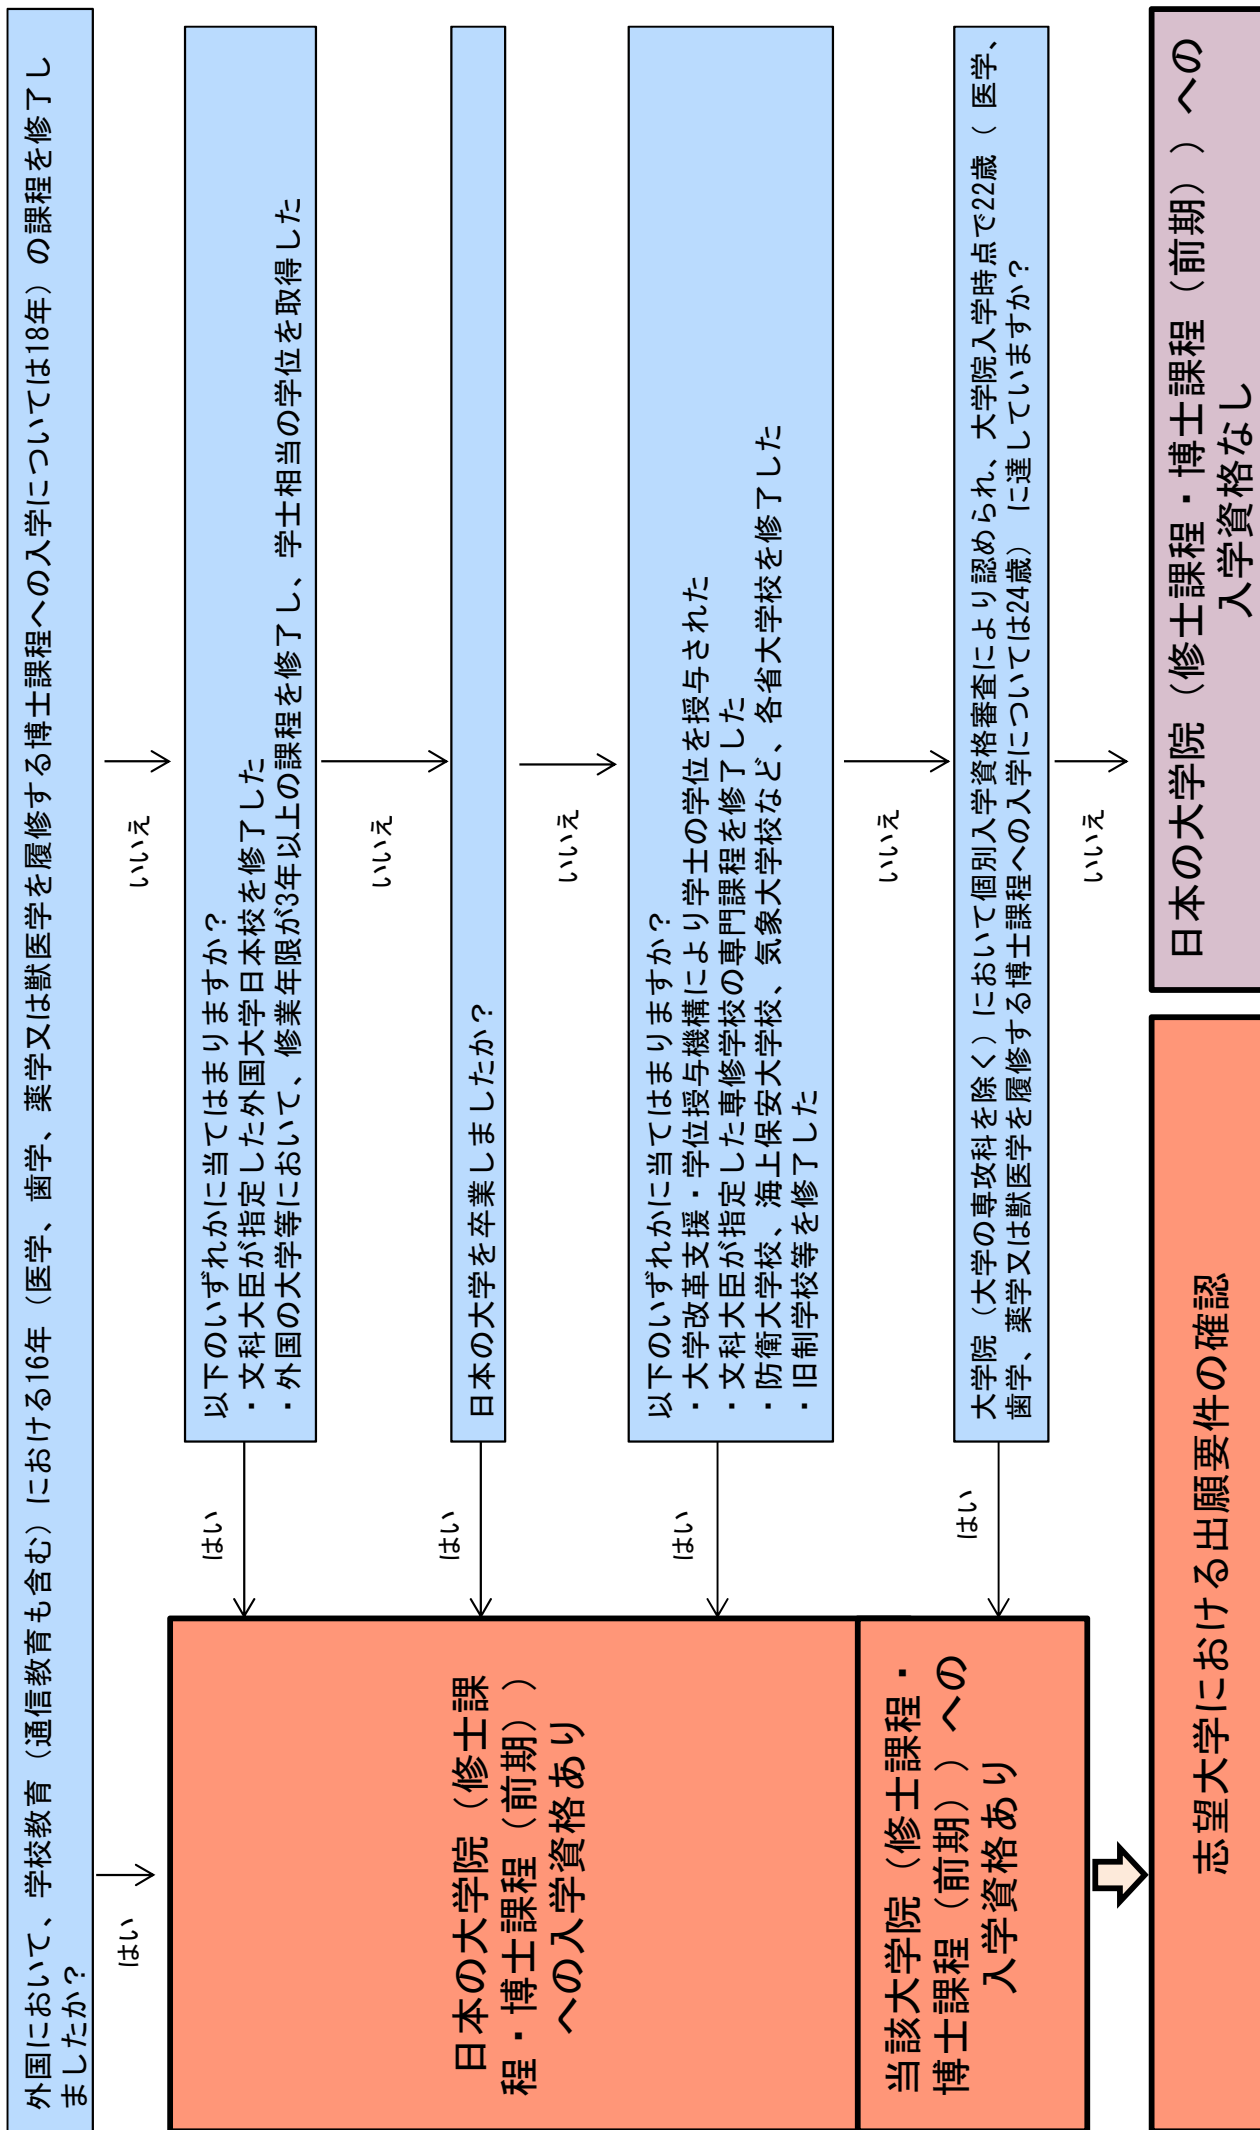 外国において、学校教育（通信教育も含む）における16年（医学、歯学、薬学又は獣医学を履修する博士課程への入学については18年）の課程を修了し
ましたか？
はい
いいえ
以下のいずれかに当てはまりますか？
・文科大臣が指定した外国大学日本校を修了した
・外国の大学等において、修業年限が3年以上の課程を修了し、学士相当の学位を取得した
はい
いいえ
日本の大学を卒業しましたか？
はい
いいえ
以下のいずれかに当てはまりますか？
・大学改革支援・学位授与機構により学士の学位を授与された
・文科大臣が指定した専修学校の専門課程を修了した
・防衛大学校、海上保安大学校、気象大学校など、各省大学校を修了した
・旧制学校等を修了した
はい
いいえ
大学院（大学の専攻科を除く）において個別入学資格審査により認められ、大学院入学時点で22歳（ 医学、
歯学、薬学又は獣医学を履修する博士課程への入学については24歳） に達していますか？
はい
いいえ
日本の大学院（修士課
程・博士課程（前期））
への入学資格あり
当該大学院（修士課程・
博士課程（前期））への
入学資格あり
志望大学における出願要件の確認
日本の大学院（修士課程・博士課程（前期））への
入学資格なし